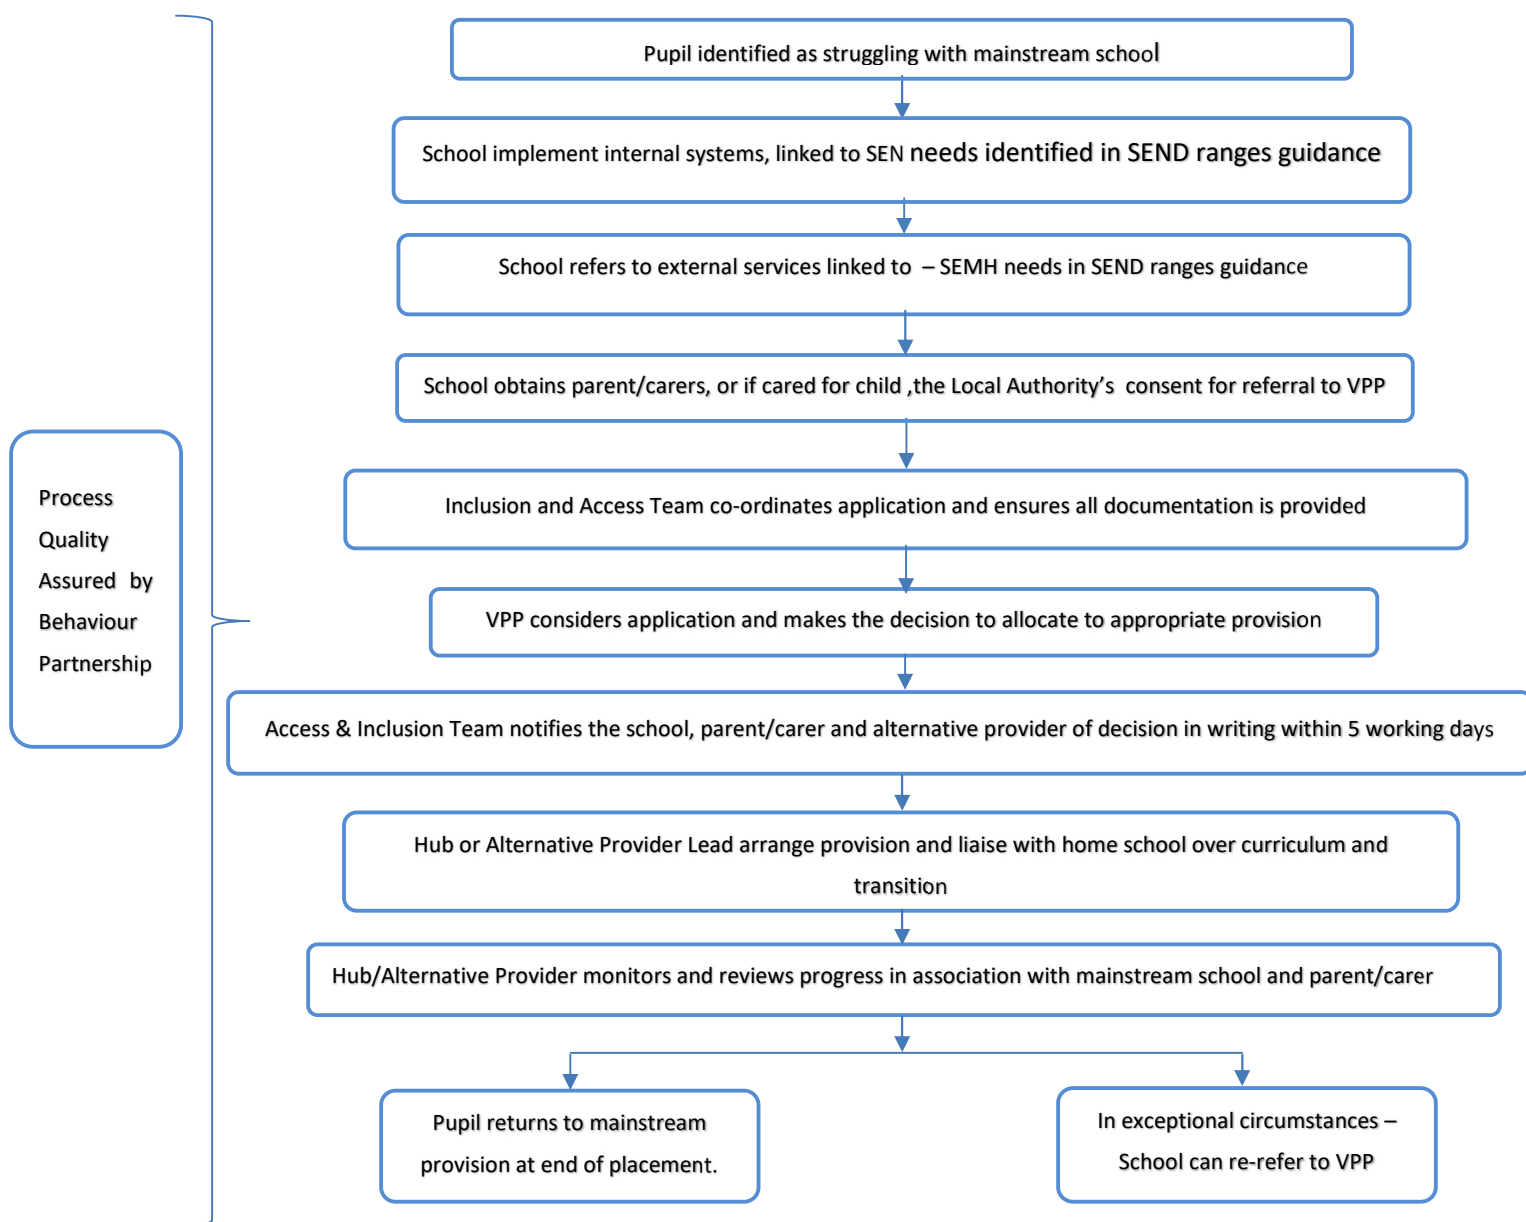 Pupil identified as struggling with mainstream school
School implement internal systems, linked to SEN needs identified in SEND ranges guidance
School refers to external services linked to – SEMH needs in SEND ranges guidance
School obtains parent/carers, or if cared for child ,the Local Authority's consent for referral to VPP
Inclusion and Access Team co-ordinates application and ensures all documentation is provided
Process
Quality
Assured by
Behaviour
Partnership
VPP considers application and makes the decision to allocate to appropriate provision
Access & Inclusion Team notifies the school, parent/carer and alternative provider of decision in writing within 5 working days
Hub or Alternative Provider Lead arrange provision and liaise with home school over curriculum and
transition
Hub/Alternative Provider monitors and reviews progress in association with mainstream school and parent/carer
Pupil returns to mainstream
provision at end of placement.
In exceptional circumstances –
School can re-refer to VPP